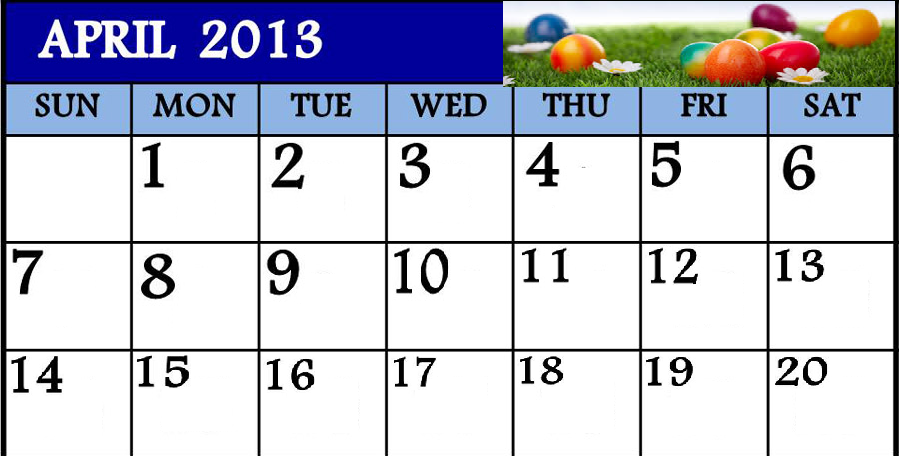 APRIL 2013
SUN MON TUE WED THU FRI SAT
1 2 3 4 5 6
7 8 9 10 11 12 13
14 15 16 17 18 19 20